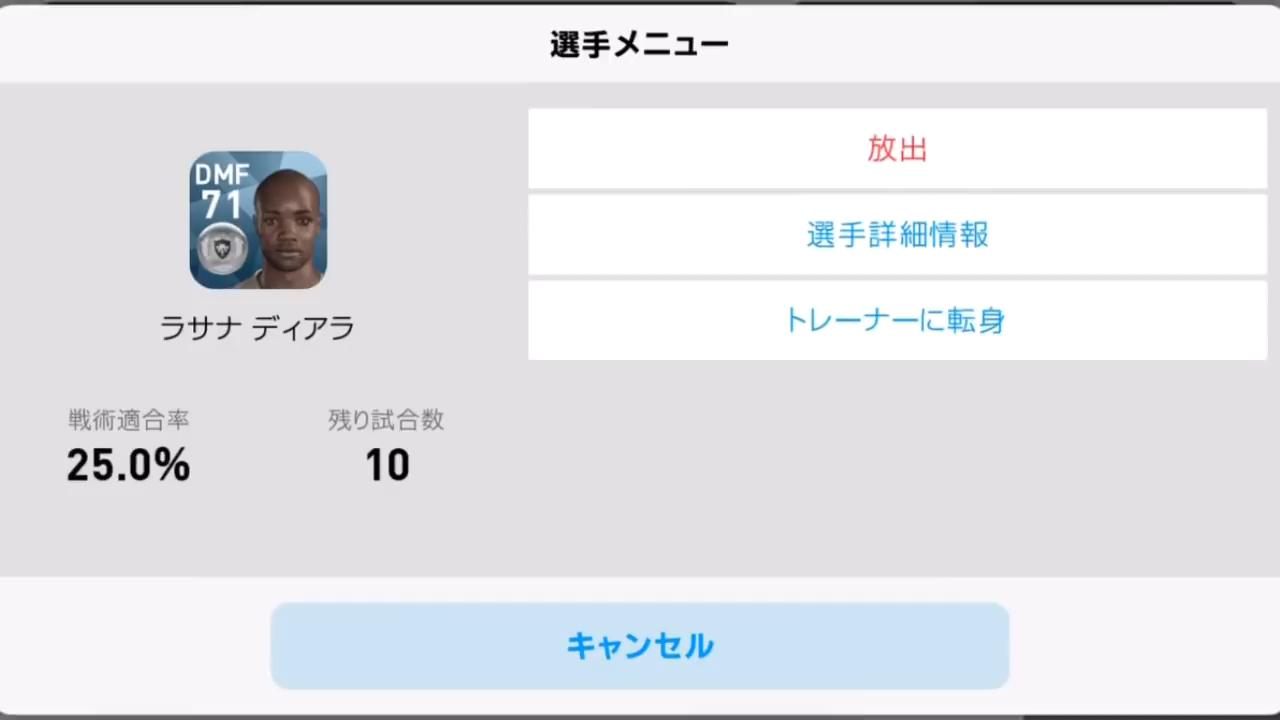 選手メニュー
DMF
71
ラサナ ディアラ
戦術適合率
残り試合数
25.0%
10
放出
選手詳細情報
トレーナーに転身
キャンセル